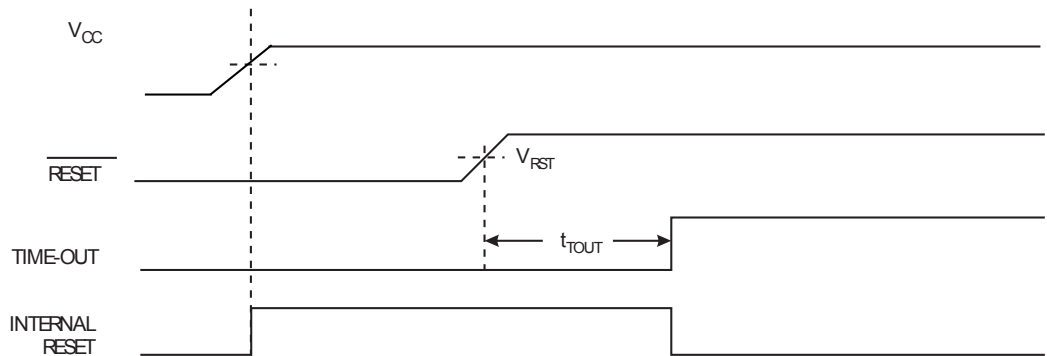 VCC
RESET
VRST
TIME-OUT
tTOUT
INTERNAL
RESET